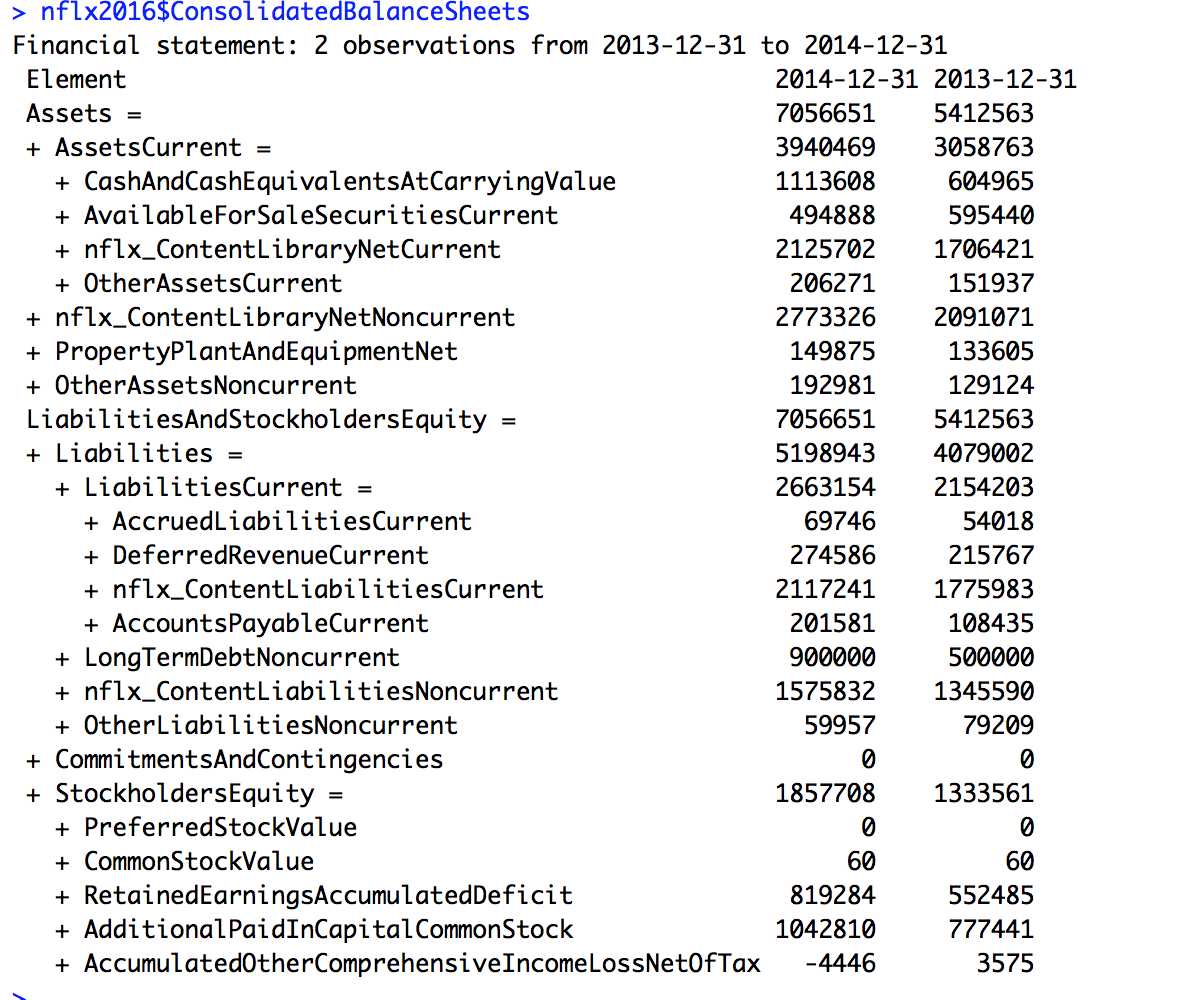 > nflx2016$ConsolidatedBalanceSheets
Financial statement: 2 observations from 2013-12-31 to 2014-12-31
Element 2014-12-31 2013-12-31
Assets = 7056651 5412563
+ AssetsCurrent = 3940469 3058763
+ CashAndCashEquivalentsAtCarryingValue 1113608 604965
+ AvailableForSaleSecuritiesCurrent 494888 595440
+ nflx_ContentLibraryNetCurrent 2125702 1706421
+ OtherAssetsCurrent 206271 151937
+ nflx_ContentLibraryNetNoncurrent 2773326 2091071
+ PropertyPlantAndEquipmentNet 149875 133605
+ OtherAssetsNoncurrent 192981 129124
LiabilitiesAndStockholdersEquity = 7056651 5412563
+ Liabilities = 5198943 4079002
+ LiabilitiesCurrent = 2663154 2154203
+ AccruedLiabilitiesCurrent 69746 54018
+ DeferredRevenueCurrent 274586 215767
+ nflx_ContentLiabilitiesCurrent 2117241 1775983
+ AccountsPayableCurrent 201581 108435
+ LongTermDebtNoncurrent 900000 500000
+ nflx_ContentLiabilitiesNoncurrent 1575832 1345590
+ OtherLiabilitiesNoncurrent 59957 79209
+ CommitmentsAndContingencies 0 0
+ StockholdersEquity = 1857708 1333561
+ PreferredStockValue 0 0
+ CommonStockValue 60 60
+ RetainedEarningsAccumulatedDeficit 819284 552485
+ AdditionalPaidInCapitalCommonStock 1042810 777441
+ AccumulatedOtherComprehensiveIncomeLossNetOfTax -4446 3575
>